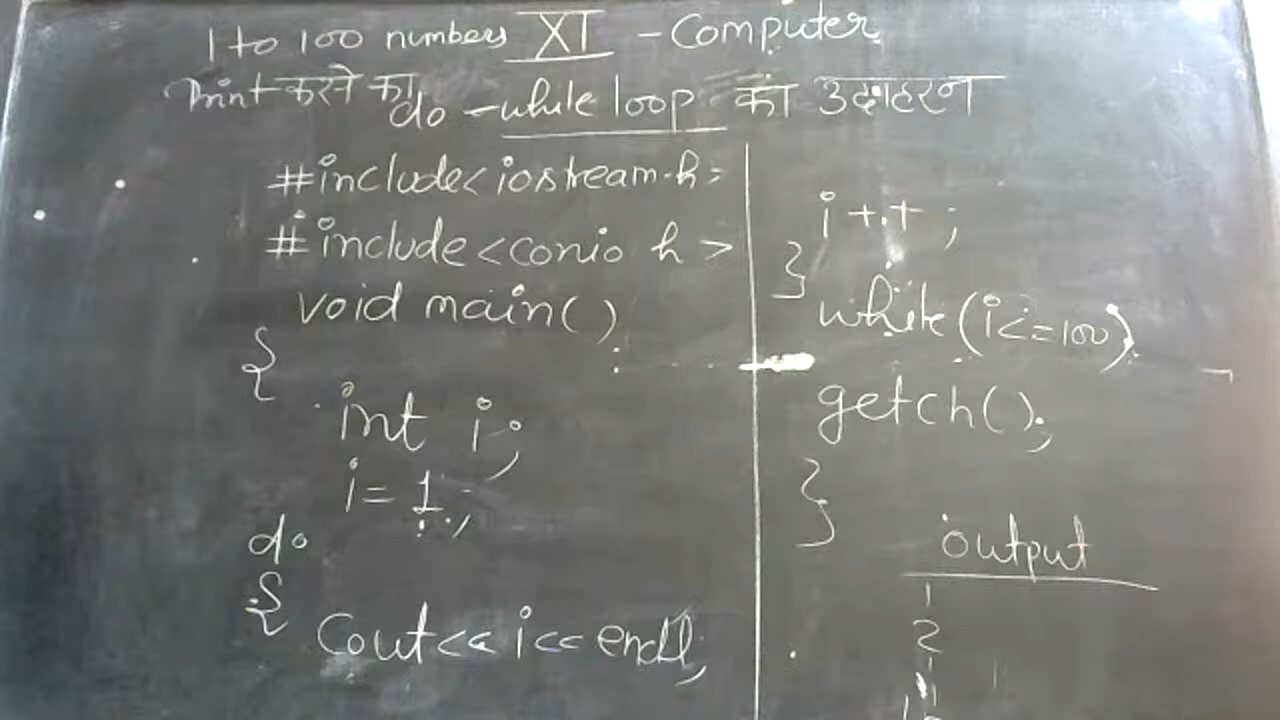 1 to 100 numbers XI - Computer
print करने का do - while loop का उदाहरण
#include<iostream.h>
#include<conio h>
void main()
{
int i;
i=1;
do
{
Cout<<i<<endl;
i++;
}
while(i<=100);
getch();
}
output
1
2